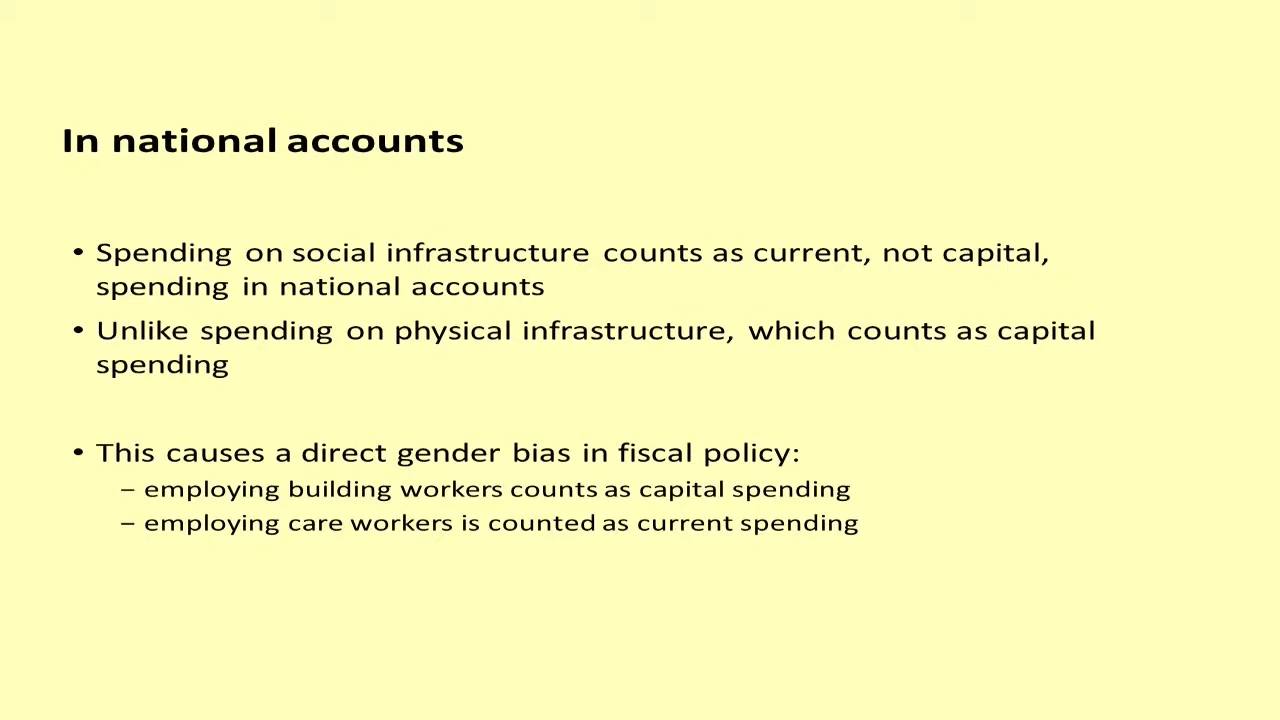 In national accounts
• Spending on social infrastructure counts as current, not capital,
spending in national accounts
• Unlike spending on physical infrastructure, which counts as capital
spending
• This causes a direct gender bias in fiscal policy:
– employing building workers counts as capital spending
– employing care workers is counted as current spending